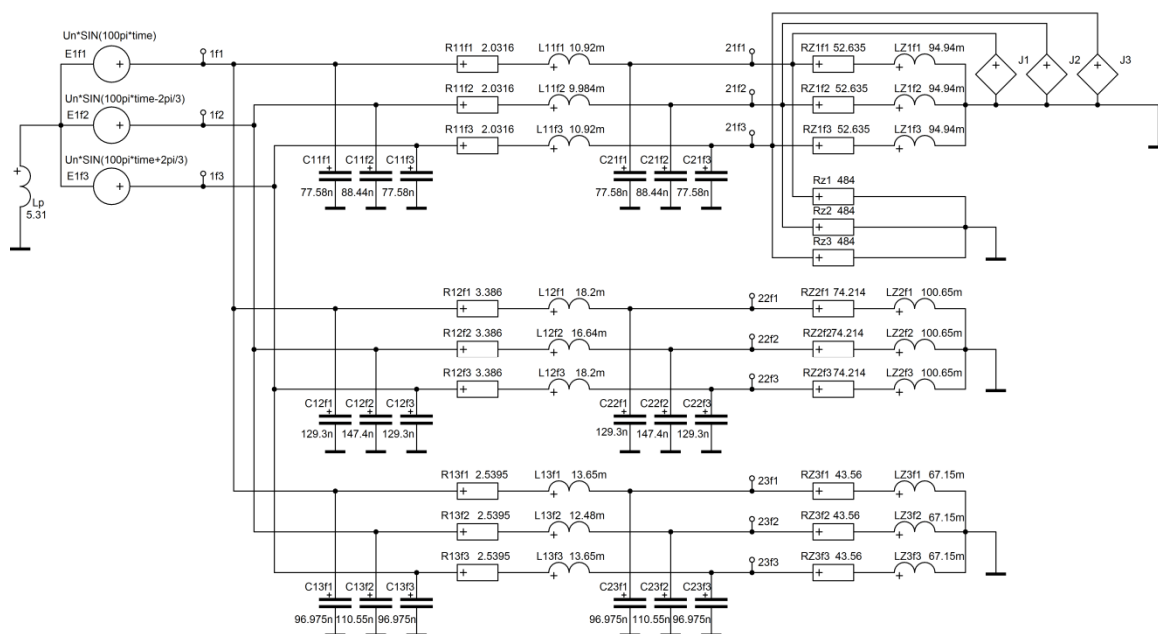 Un*SIN(100pi*time)
E1f1
1f1
Un*SIN(100pi*time-2pi/3)
E1f2
1f2
Un*SIN(100pi*time+2pi/3)
E1f3
1f3
Lp
5.31
R11f1 2.0316
L11f1 10.92m
21f1
RZ1f1 52.635
LZ1f1 94.94m
J1
J2
J3
R11f2 2.0316
L11f2 9.984m
21f2
RZ1f2 52.635
LZ1f2 94.94m
R11f3 2.0316
L11f3 10.92m
21f3
RZ1f3 52.635
LZ1f3 94.94m
C11f1
C11f2
C11f3
77.58n
88.44n
77.58n
C21f1
C21f2
C21f3
77.58n
88.44n
77.58n
Rz1 484
Rz2 484
Rz3 484
R12f1 3.386
L12f1 18.2m
22f1
RZ2f1 74.214
LZ2f1 100.65m
R12f2 3.386
L12f2 16.64m
22f2
RZ2f274.214
LZ2f2 100.65m
R12f3 3.386
L12f3 18.2m
22f3
RZ2f3 74.214
LZ2f3 100.65m
C12f1
C12f2
C12f3
129.3n
147.4n
129.3n
C22f1
C22f2
C22f3
129.3n
147.4n
129.3n
R13f1 2.5395
L13f1 13.65m
23f1
RZ3f1 43.56
LZ3f1 67.15m
R13f2 2.5395
L13f2 12.48m
23f2
RZ3f2 43.56
LZ3f2 67.15m
R13f3 2.5395
L13f3 13.65m
23f3
RZ3f3 43.56
LZ3f3 67.15m
C13f1
C13f2
C13f3
96.975n
110.55n
96.975n
C23f1
C23f2
C23f3
96.975n
110.55n
96.975n